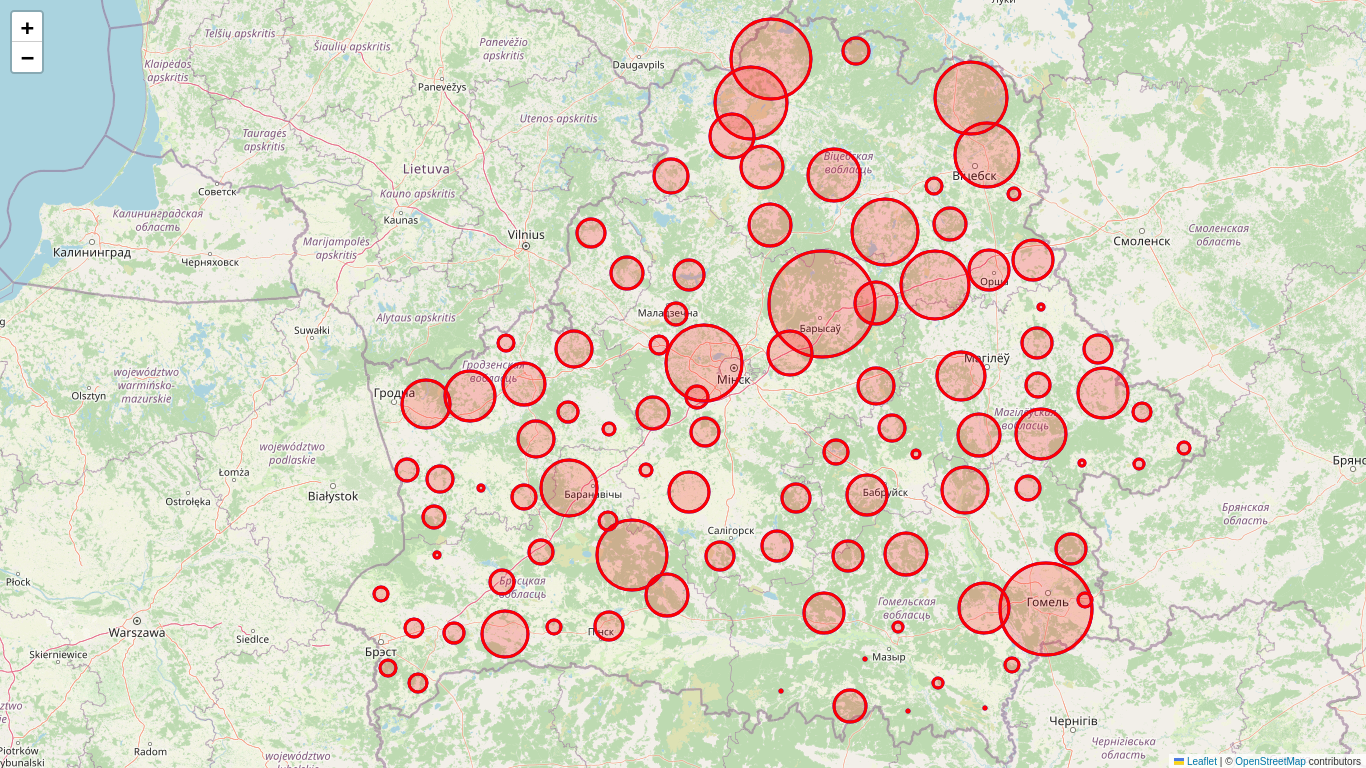 +
−
Луки
Telšių apskritis
Šiaulių apskritis
Panevėžio
apskritis
Klaipėdos
apskritis
Daugavpils
Panevėžys
Utenos apskritis
Tauragės
apskritis
Lietuva
Віцебская
вобласць
Віцебск
Советск
Kauno apskritis
Калининградская
область
Kaunas
Vilnius
Marijampolės
apskritis
Калининград
Черняховск
Смоленск
Смоленская
область
Орша
Alytaus apskritis
Маладзечна
Suwałki
Барысаў
Магілёў
Гродзенская
вобласць
Мінск
województwo
warmińsko-
mazurskie
Olsztyn
Гродна
Магілёўская
вобласць
województwo
podlaskie
Łomża
Брянс
Białystok
Ostrołęka
Баранавічы
Бабруйск
Брянская
область
Салігорск
Płock
Брэсцкая
вобласць
Гомельская
вобласць
Гомель
Warszawa
Siedlce
Пінск
Skierniewice
Брэст
Мазыр
Чернігів
Piotrków
Trybunalski
Radom
województwo
lubelskie
Чернігівська
область
Leaflet | © OpenStreetMap contributors